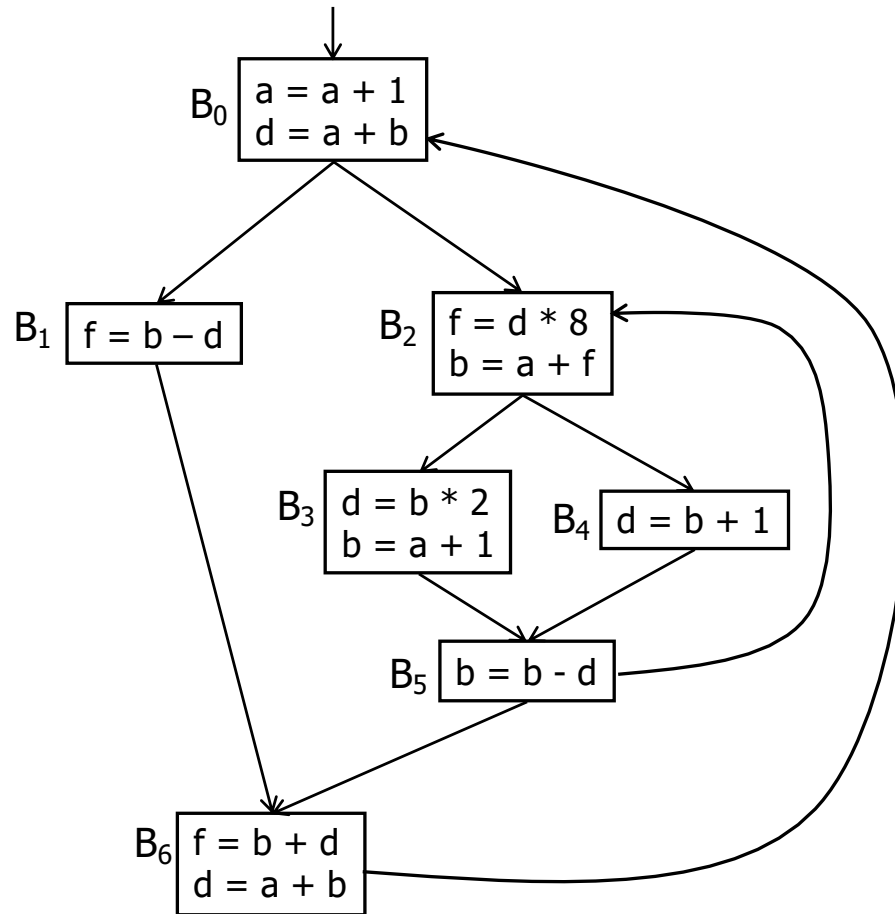 B₀
a = a + 1
d = a + b
B₁
f = b – d
B₂
f = d * 8
b = a + f
B₃
d = b * 2
b = a + 1
B₄
d = b + 1
B₅
b = b - d
B₆
f = b + d
d = a + b